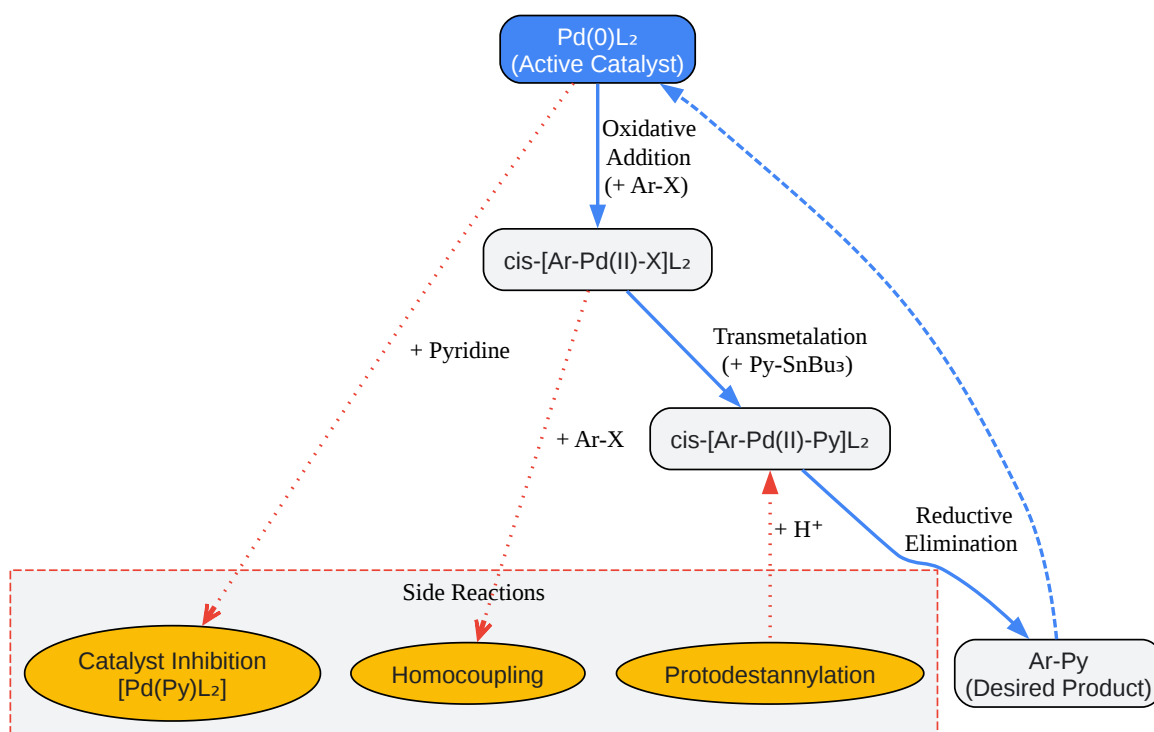 Pd(0)L₂
(Active Catalyst)
Oxidative
Addition
(+ Ar-X)
cis-[Ar-Pd(II)-X]L₂
+ Pyridine
Transmetalation
(+ Py-SnBu₃)
+ Ar-X
cis-[Ar-Pd(II)-Py]L₂
+ H⁺
Reductive
Elimination
Side Reactions
Catalyst Inhibition
[Pd(Py)L₂]
Homocoupling
Protodestannylation
Ar-Py
(Desired Product)